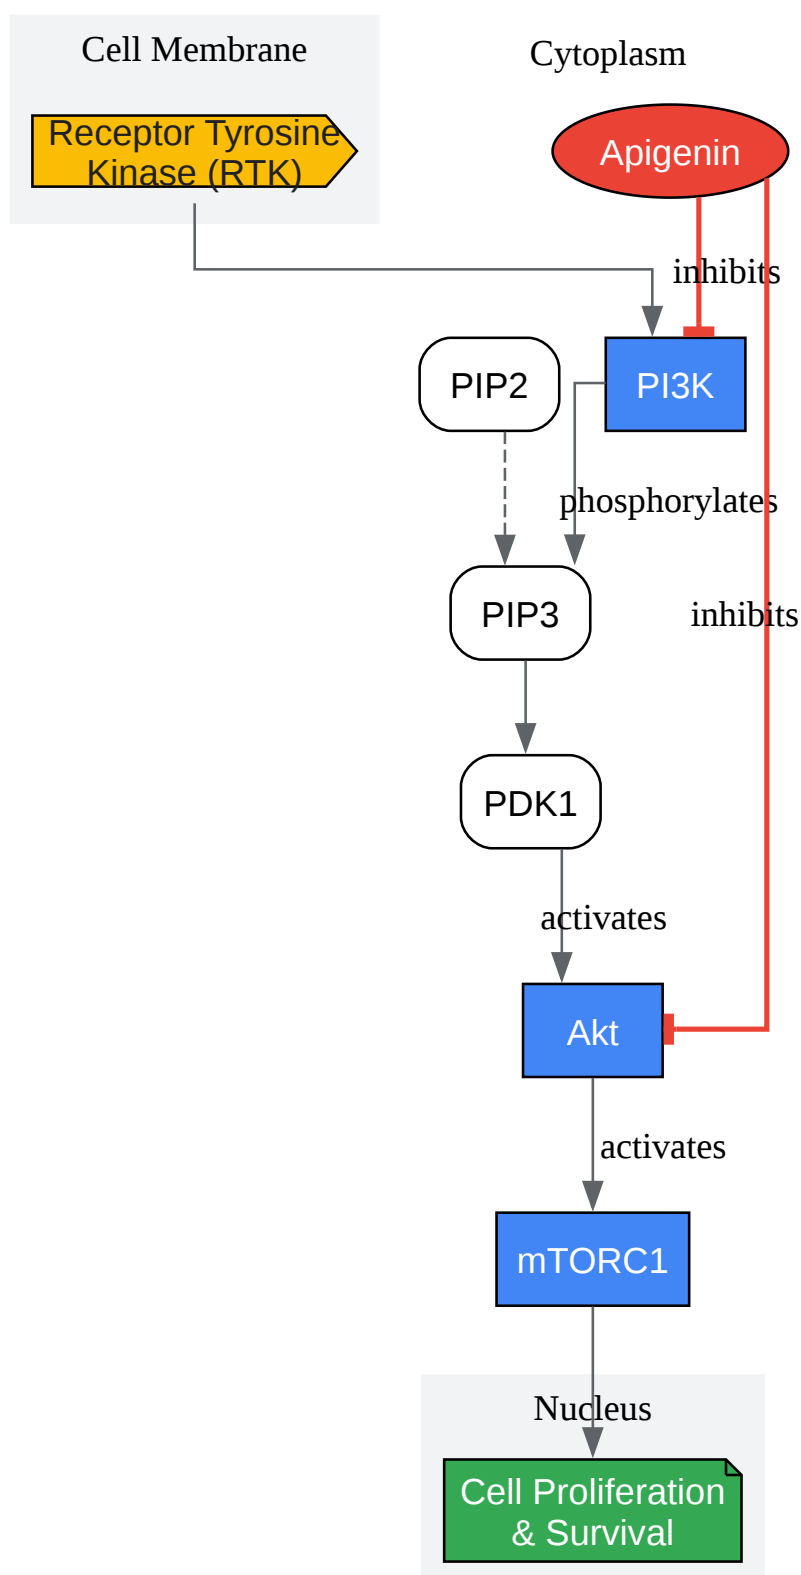 Cell Membrane
Cytoplasm
Receptor Tyrosine
Kinase (RTK)
Apigenin
inhibits
PIP2
PI3K
phosphorylates
PIP3
inhibits
PDK1
activates
Akt
activates
mTORC1
Nucleus
Cell Proliferation
& Survival